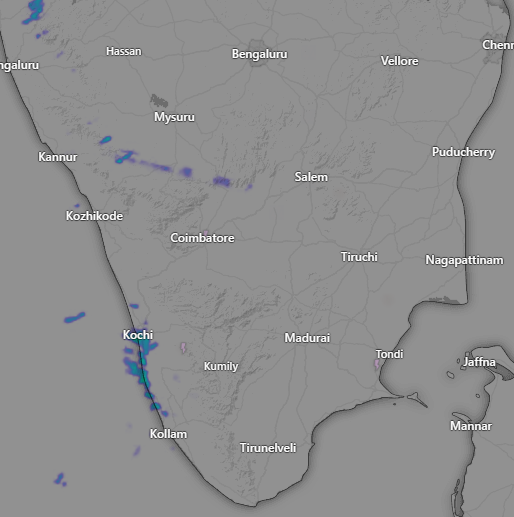 Hassan
Bengaluru
Chenn
ngaluru
Vellore
Mysuru
Kannur
Puducherry
Salem
Kozhikode
Coimbatore
Tiruchi
Nagapattinam
Kochi
Madurai
Tondi
Kumily
Jaffna
Mannar
Kollam
Tirunelveli